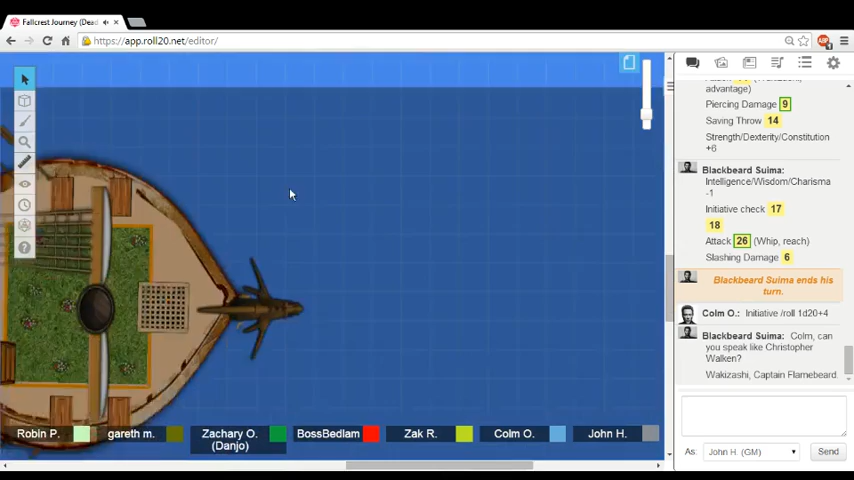 Fallcrest Journey (Dead
https://app.roll20.net/editor/
ABP
advantage)
Piercing Damage 9
Saving Throw 14
Strength/Dexterity/Constitution
+6
Blackbeard Suima:
Intelligence/Wisdom/Charisma
-1
Initiative check 17
18
Attack 26 (Whip, reach)
Slashing Damage 6
Blackbeard Suima ends his
turn.
Colm O.: Initiative /roll 1d20+4
Blackbeard Suima: Colm, can
you speak like Christopher
Walken?
Wakizashi, Captain Flamebeard
Robin P.
gareth m.
Zachary O.
(Danjo)
BossBedlam
Zak R.
Colm O.
John H.
As: John H. (GM)
Send